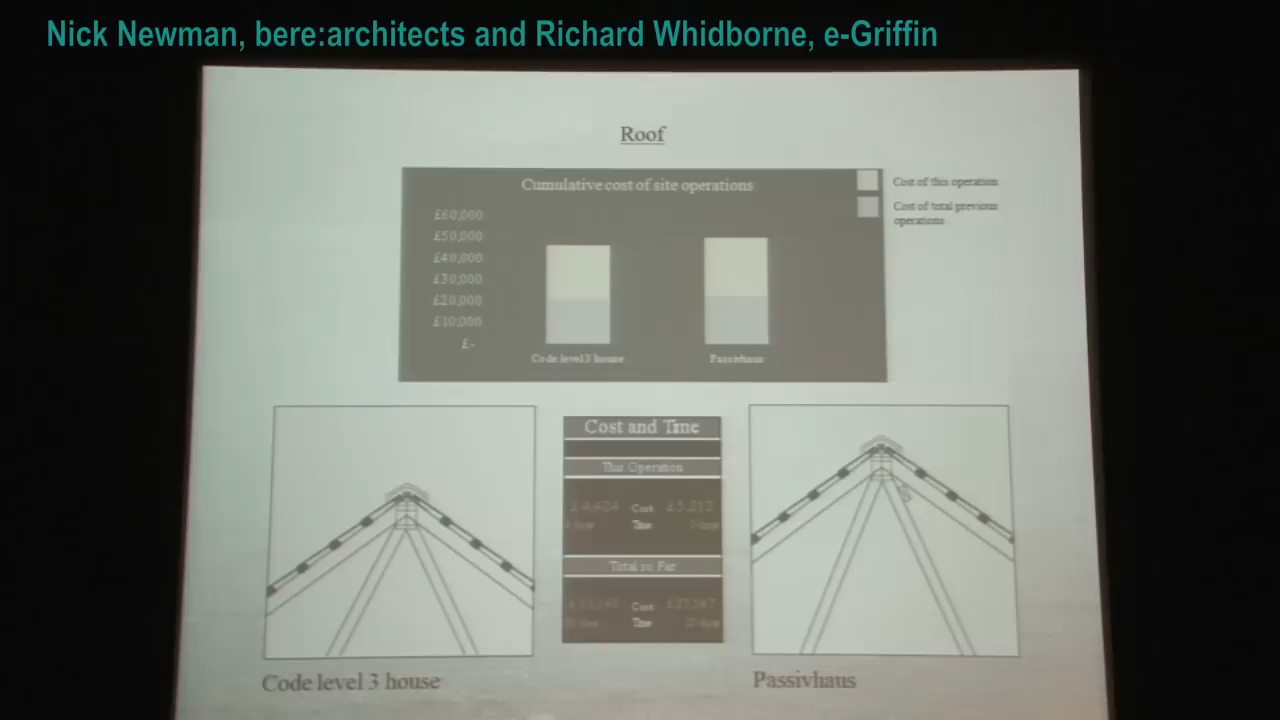 Nick Newman, bere:architects and Richard Whidborne, e-Griffin
Roof
Cumulative cost of site operations
Cost of this operation
Cost of total previous
operations
£60,000
£50,000
£40,000
£30,000
£20,000
£10,000
£-
Code level 3 house
Passivhaus
Cost and Time
This Operation
Cost
Time
Total so Far
Cost
Time
Code level 3 house
Passivhaus